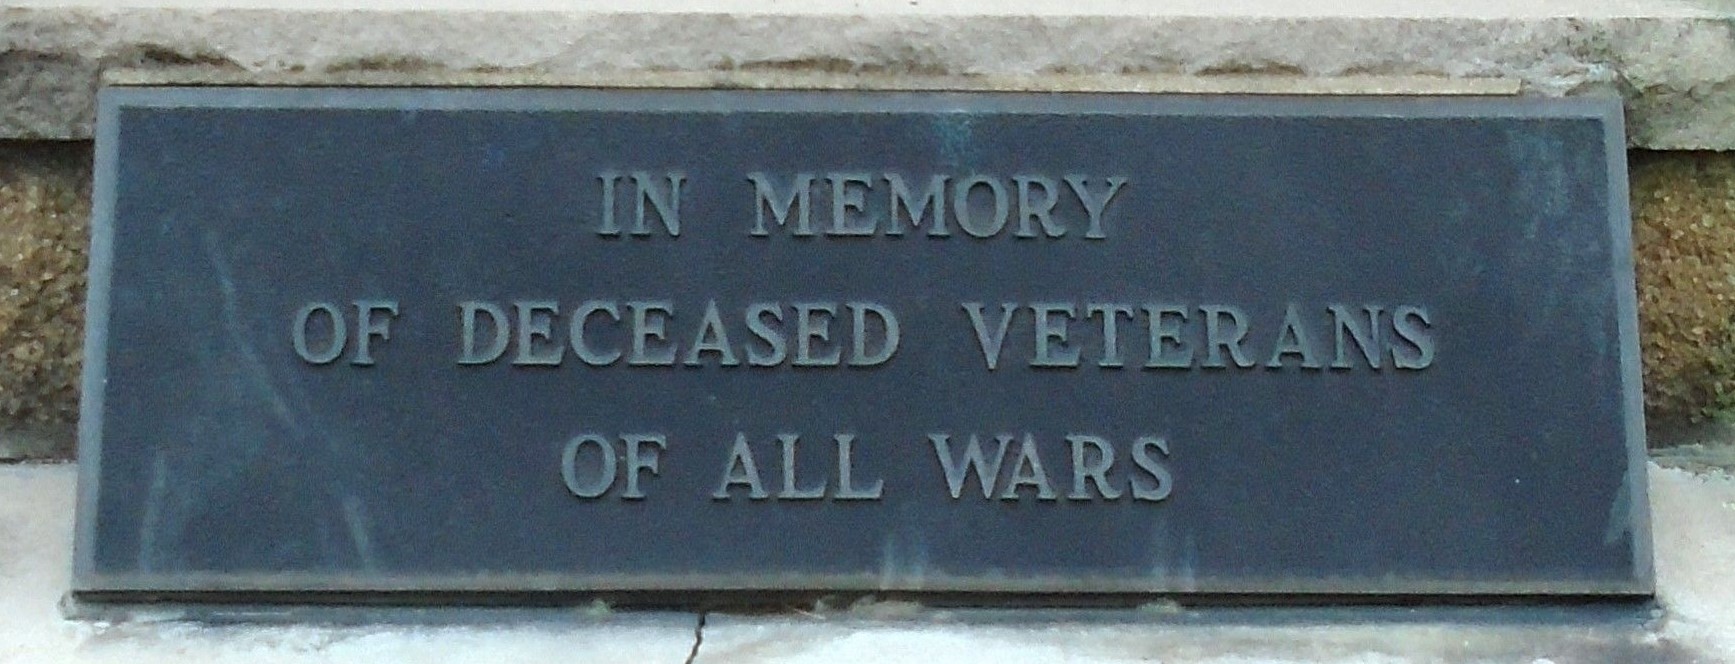 IN MEMORY
OF DECEASED VETERANS
OF ALL WARS